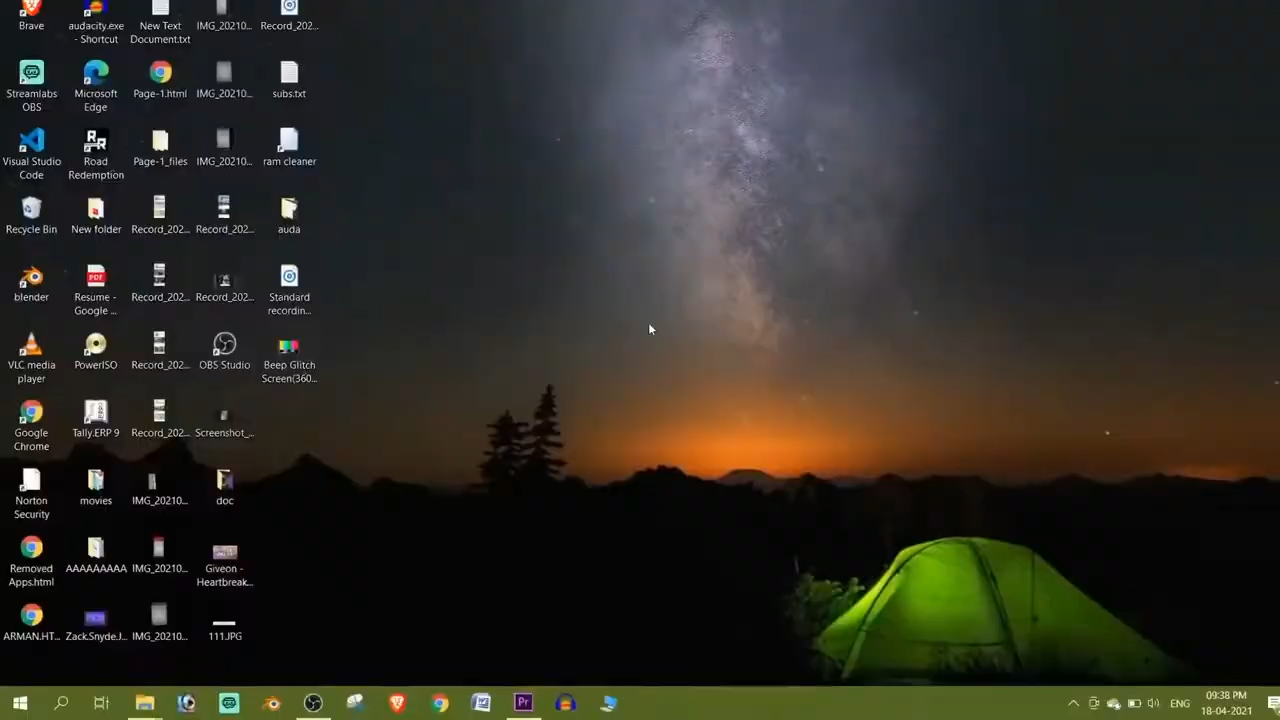 Brave
audacity.exe
- Shortcut
New Text
Document.txt
IMG_20210...
Record_202...
Streamlabs
OBS
Microsoft
Edge
Page-1.html
IMG_20210...
subs.txt
Visual Studio
Code
Road
Redemption
Page-1_files
IMG_20210...
ram cleaner
Recycle Bin
New folder
Record_202...
Record_202...
auda
blender
PDF
Resume -
Google ...
Record_202...
Record_202...
Standard
recordin...
VLC media
player
PowerISO
Record_202...
OBS Studio
Beep Glitch
Screen(360...
Google
Chrome
Tally.ERP 9
Record_202...
Screenshot_...
Norton
Security
movies
IMG_20210...
doc
Removed
Apps.html
AAAAAAAAA
IMG_20210...
Giveon -
Heartbreak...
ARMAN.HT...
Zack.Snyde.J...
IMG_20210...
111.JPG
Pr
ENG
09:38 PM
18-04-2021